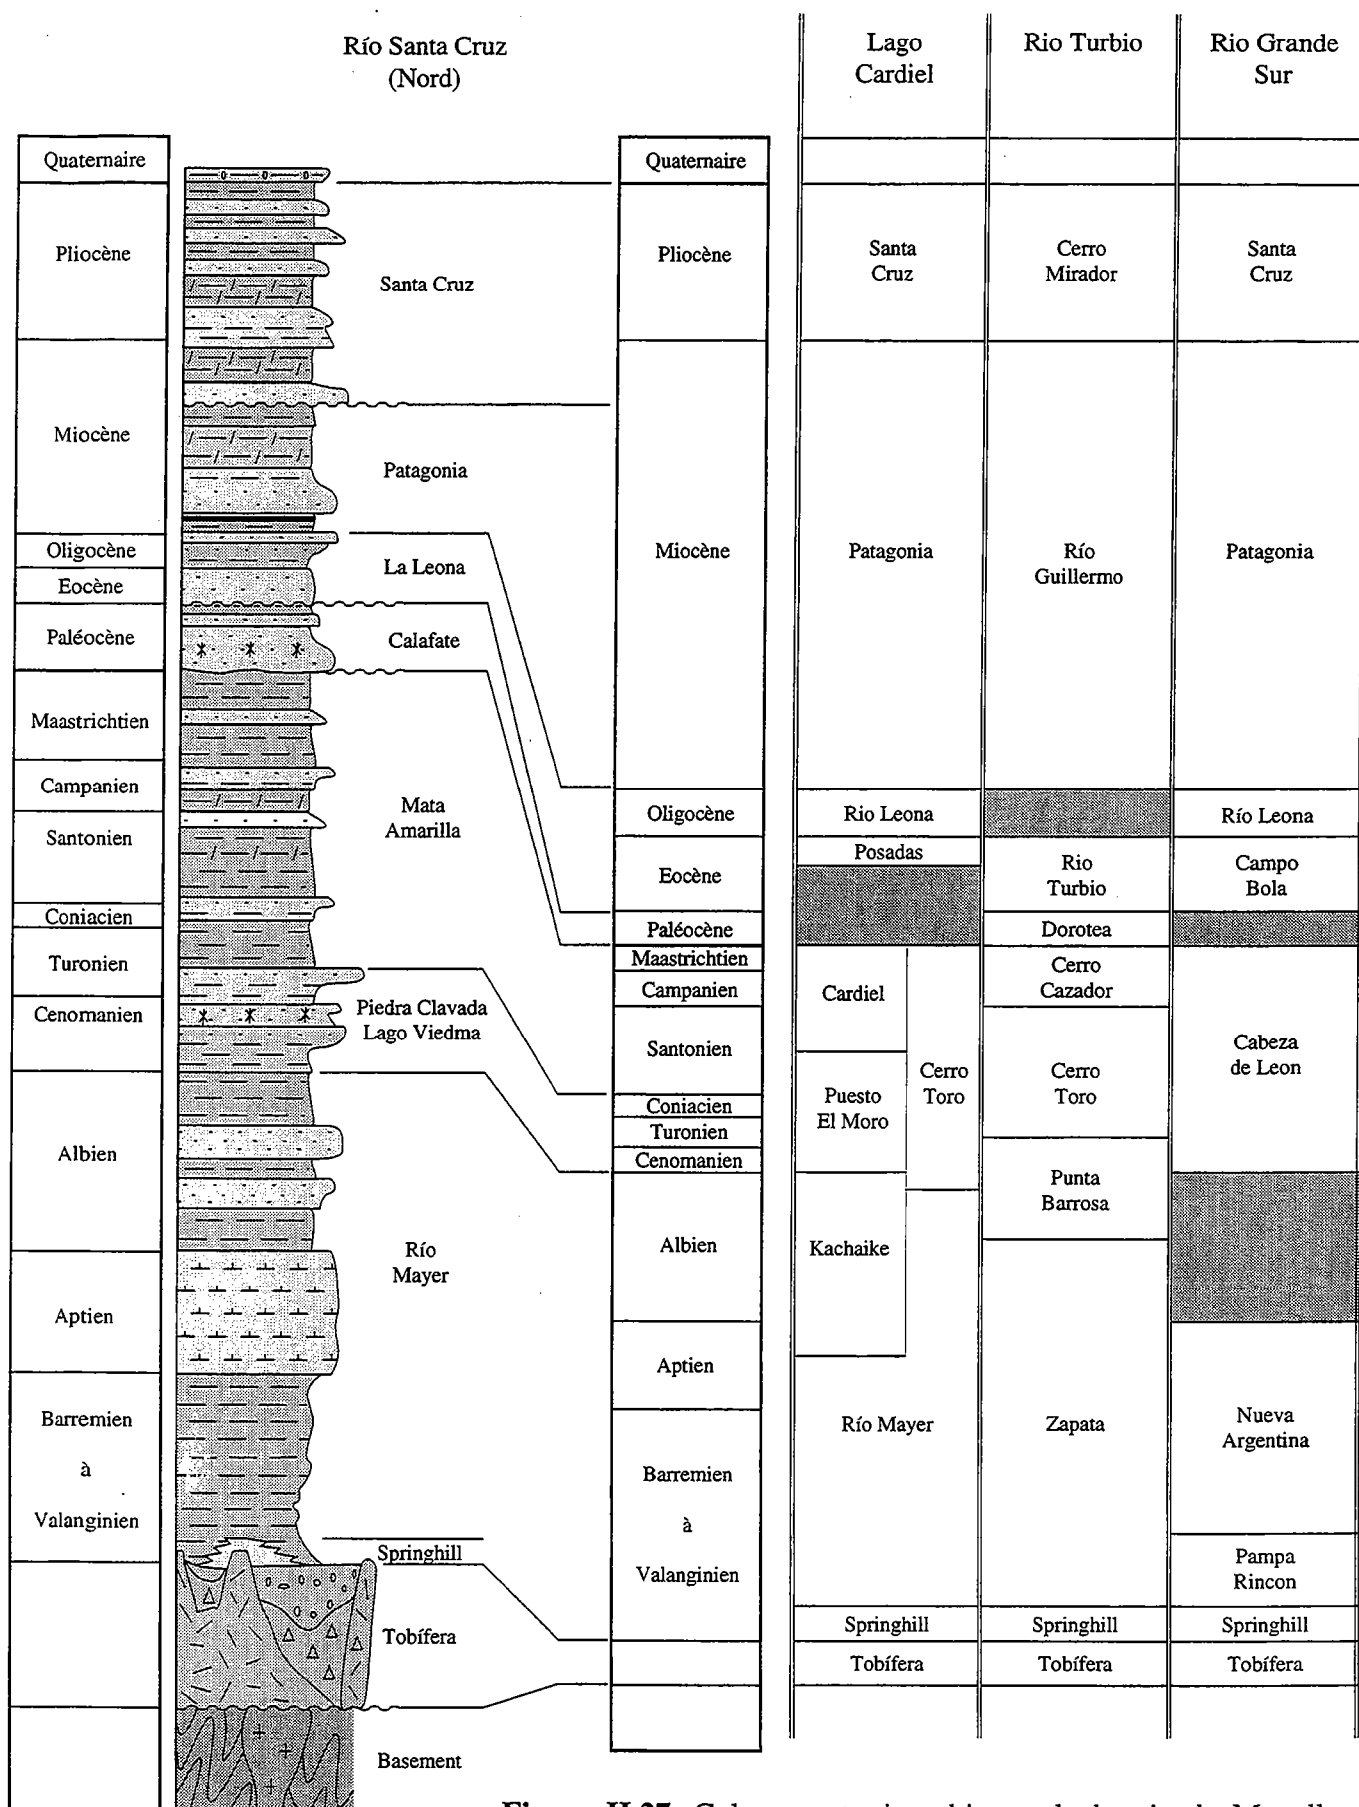 Río Santa Cruz
(Nord)
Lago
Cardiel
Rio Turbio
Rio Grande
Sur
Quaternaire
Pliocène
Miocène
Oligocène
Eocène
Paléocène
Maastrichtien
Campanien
Santonien
Coniacien
Turonien
Cenomanien
Albien
Aptien
Barremien
à
Valanginien
Santa Cruz
Patagonia
La Leona
Calafate
Mata
Amarilla
Piedra Clavada
Lago Viedma
Río
Mayer
Springhill
Tobífera
Basement
Quaternaire
Pliocène
Miocène
Oligocène
Eocène
Paléocène
Maastrichtien
Campanien
Santonien
Coniacien
Turonien
Cenomanien
Albien
Aptien
Barremien
à
Valanginien
Santa
Cruz
Patagonia
Rio Leona
Posadas
Cardiel
Puesto
El Moro
Cerro
Toro
Kachaike
Río Mayer
Springhill
Tobífera
Cerro
Mirador
Río
Guillermo
Rio
Turbio
Dorotea
Cerro
Cazador
Cerro
Toro
Punta
Barrosa
Zapata
Springhill
Tobífera
Santa
Cruz
Patagonia
Río Leona
Campo
Bola
Cabeza
de Leon
Nueva
Argentina
Pampa
Rincon
Springhill
Tobífera